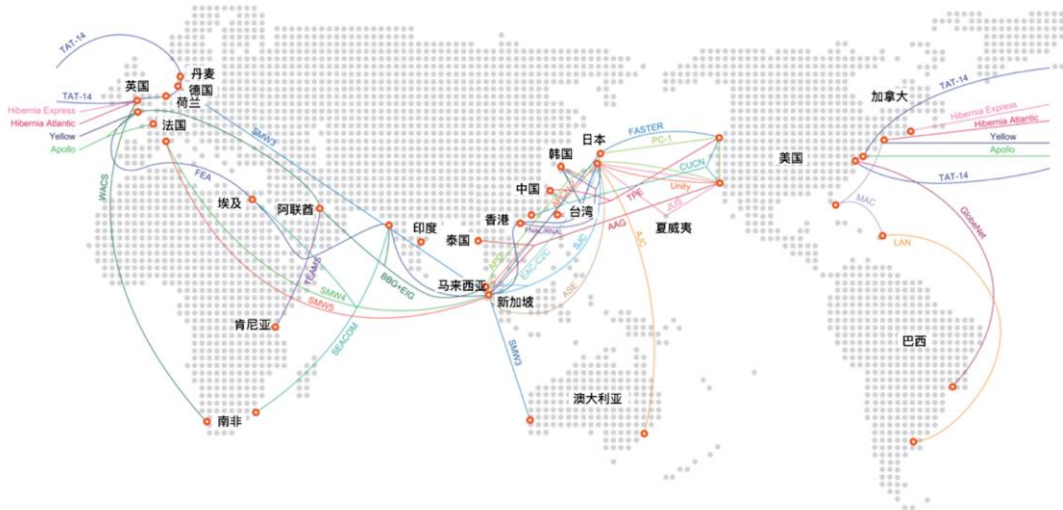 TAT-14
丹麦
英国
德国
TAT-14
荷兰
Hibernia Express
Hibernia Atlantic
Yellow
Apollo
法国
SMW3
WACS
FEA
埃及
阿联酋
印度
TEAMS
BBG+EIG
SMW4
SMW5
肯尼亚
SEACOM
南非
日本
FASTER
PC-1
韩国
CUCN
中国
Unity
TPE
JUS
香港
台湾
夏威夷
泰国
AAG
AJC
SJC
EAC-C2C
马来西亚
新加坡
ASE
SMW3
澳大利亚
TAT-14
加拿大
Hibernia Express
Hibernia Atlantic
Yellow
美国
Apollo
TAT-14
MAC
GlobeNet
LAN
巴西